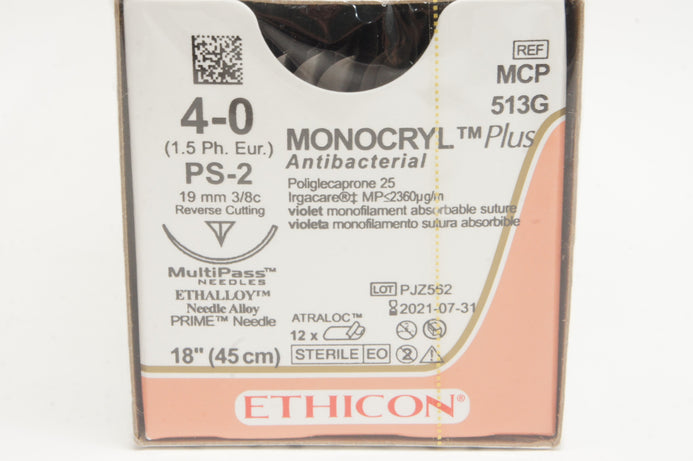 REF
MCP
513G
4-0
(1.5 Ph. Eur.)
PS-2
19 mm 3/8c
Reverse Cutting
MultiPass™
NEEDLES
ETHALLOY™
Needle Alloy
PRIME™ Needle
18" (45 cm)
MONOCRYL™ Plus
Antibacterial
Poliglecaprone 25
Irgacare®‡ MP≤2360µg/m
violet monofilament absorbable suture
violeta monofilamento sutura absorbible
LOT PJZ562
2021-07-31
ATRALOC™
12 x
STERILE EO
ETHICON®